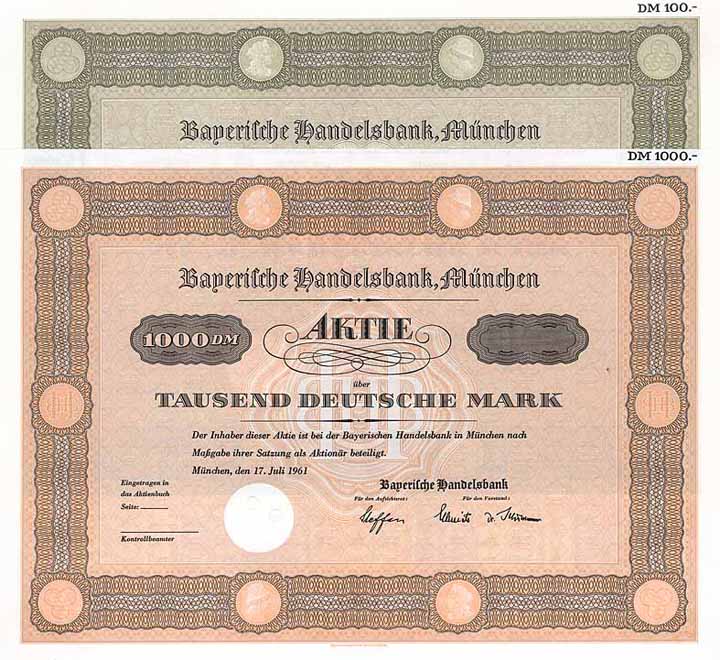 DM 100.-
Bayerische Handelsbank, München
DM 1000.-
Bayerische Handelsbank, München
AKTIE
1000 DM
über
TAUSEND DEUTSCHE MARK
Der Inhaber dieser Aktie ist bei der Bayerischen Handelsbank in München nach
Maßgabe ihrer Satzung als Aktionär beteiligt.
München, den 17. Juli 1961
Eingetragen in
das Aktienbuch
Seite:
Kontrollbeamter
Bayerische Handelsbank
Für den Aufsichtsrat: Für den Vorstand:
Steffan